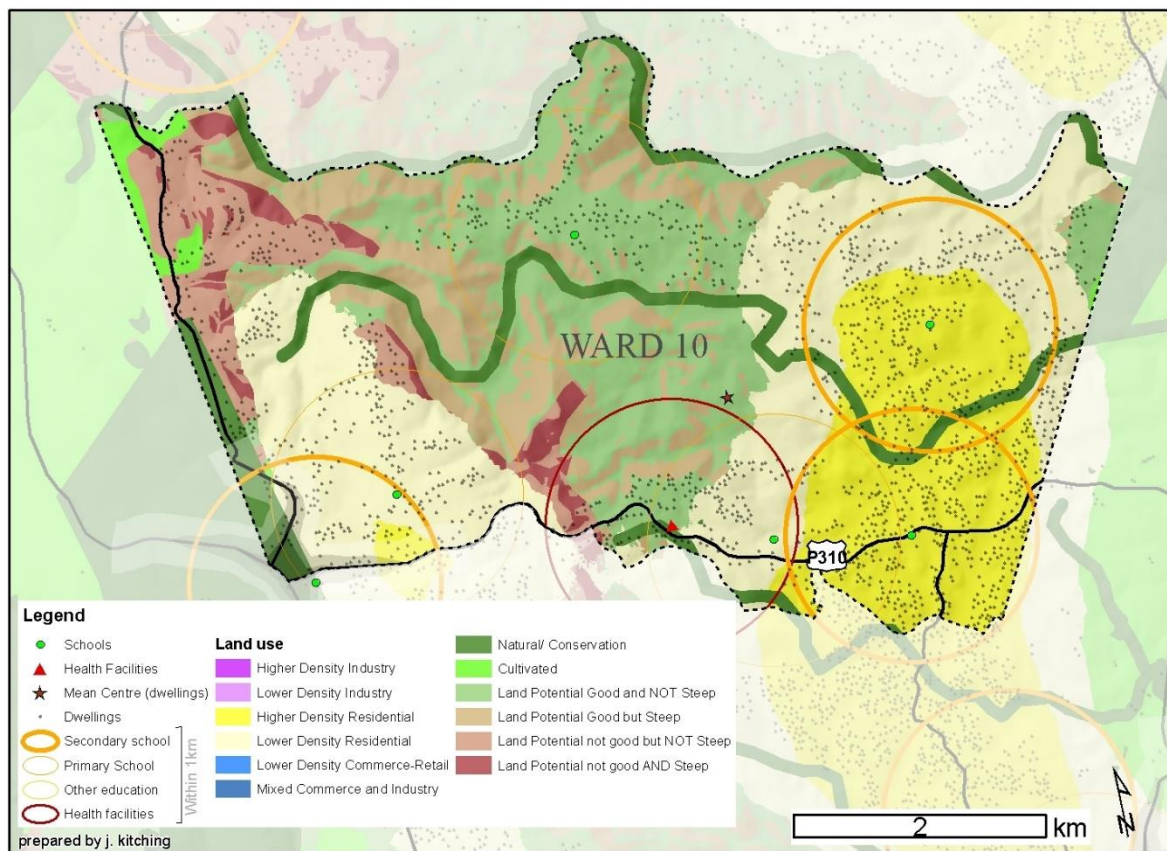 WARD 10
P310
Legend
Schools
Health Facilities
Mean Centre (dwellings)
Dwellings
Secondary school
Primary School
Other education
Health facilities
Within 1km
Land use
Higher Density Industry
Lower Density Industry
Higher Density Residential
Lower Density Residential
Lower Density Commerce-Retail
Mixed Commerce and Industry
Natural/ Conservation
Cultivated
Land Potential Good and NOT Steep
Land Potential Good but Steep
Land Potential not good but NOT Steep
Land Potential not good AND Steep
prepared by j. kitching
2
km
N